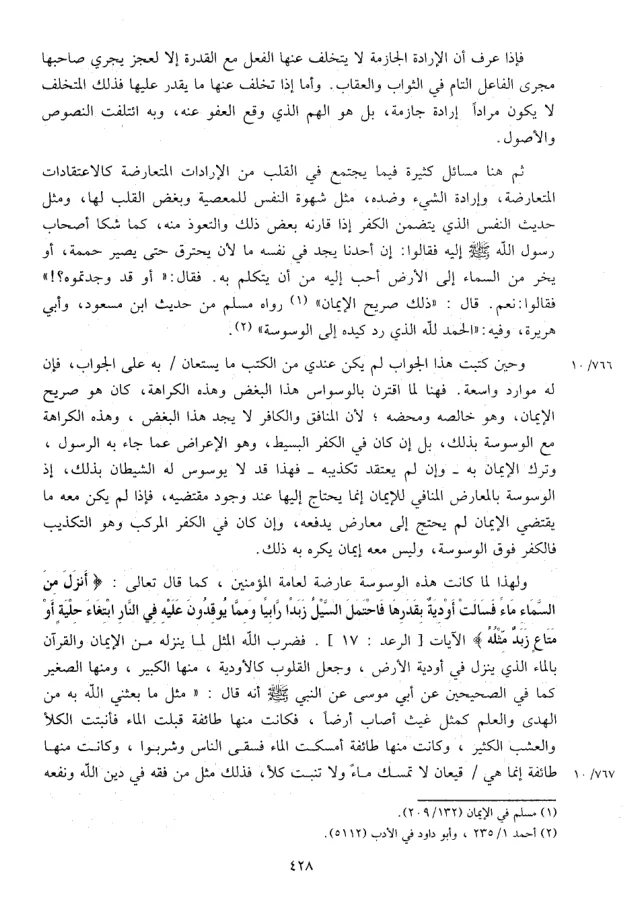 فإذا عرف أن الإرادة الجازمة لا يتخلف عنها الفعل مع القدرة إلا لعجز يجري صاحبها
مجرى الفاعل التام في الثواب والعقاب. وأما إذا تخلف عنها ما يقدر عليها فذلك المتخلف
لا يكون مراداً إرادة جازمة، بل هو الهم الذي وقع العفو عنه، وبه ائتلفت النصوص
والأصول.
ثم هنا مسائل كثيرة فيما يجتمع في القلب من الإرادات المتعارضة كالاعتقادات
المتعارضة، وإرادة الشيء وضده، مثل شهوة النفس للمعصية وبغض القلب لها، ومثل
حديث النفس الذي يتضمن الكفر إذا قارنه بعض ذلك والتعوذ منه، كما شكا أصحاب
رسول الله ﷺ إليه فقالوا: إن أحدنا يجد في نفسه ما لأن يحترق حتى يصير حممة، أو
يخر من السماء إلى الأرض أحب إليه من أن يتكلم به. فقال:« أو قد وجدتموه؟!»
فقالوا:نعم. قال : «ذلك صريح الإيمان» (١) رواه مسلم من حديث ابن مسعود، وأبي
هريرة، وفيه:«الحمد لله الذي رد كيده إلى الوسوسة» (٢).
١٠/٧٦٦ وحين كتبت هذا الجواب لم يكن عندي من الكتب ما يستعان / به على الجواب، فإن
له موارد واسعة. فهنا لما اقترن بالوسواس هذا البغض وهذه الكراهة، كان هو صريح
الإيمان، وهو خالصه ومحضه ؛ لأن المنافق والكافر لا يجد هذا البغض ، وهذه الكراهة
مع الوسوسة بذلك، بل إن كان في الكفر البسيط، وهو الإعراض عما جاء به الرسول ،
وترك الإيمان به ـ وإن لم يعتقد تكذيبه ـ فهذا قد لا يوسوس له الشيطان بذلك، إذ
الوسوسة بالمعارض المنافي للإيمان إنما يحتاج إليها عند وجود مقتضيه، فإذا لم يكن معه ما
يقتضي الإيمان لم يحتج إلى معارض يدفعه، وإن كان في الكفر المركب وهو التكذيب
فالكفر فوق الوسوسة، وليس معه إيمان يكره به ذلك.
ولهذا لما كانت هذه الوسوسة عارضة لعامة المؤمنين ، كما قال تعالى : ﴿ أَنزَلَ مِنَ
السَّمَاءِ مَاءً فَسَالَتْ أَوْدِيَةٌ بِقَدَرِهَا فَاحْتَمَلَ السَّيْلُ زَبَدًا رَّابِيًا وَمِمَّا يُوقِدُونَ عَلَيْهِ فِي النَّارِ ابْتِغَاءَ حِلْيَةٍ أَوْ
مَتَاعٍ زَبَدٌ مِّثْلُهُ ﴾ الآيات [ الرعد : ١٧ ] . فضرب الله المثل لما ينزله من الإيمان والقرآن
بالماء الذي ينزل في أودية الأرض ، وجعل القلوب كالأودية ، منها الكبير ، ومنها الصغير
كما في الصحيحين عن أبي موسى عن النبي ﷺ أنه قال : « مثل ما بعثني الله به من
الهدى والعلم كمثل غيث أصاب أرضاً ، فكانت منها طائفة قبلت الماء فأنبتت الكلأ
والعشب الكثير ، وكانت منها طائفة أمسكت الماء فسقى الناس وشربوا ، وكانت منها
١٠/٧٦٧ طائفة إنما هي / قيعان لا تمسك ماءً ولا تنبت كلأ، فذلك مثل من فقه في دين الله ونفعه
(١) مسلم في الإيمان (٢٠٩/١٣٢).
(٢) أحمد ٢٣٥/١ ، وأبو داود في الأدب (٥١١٢).
٤٢٨